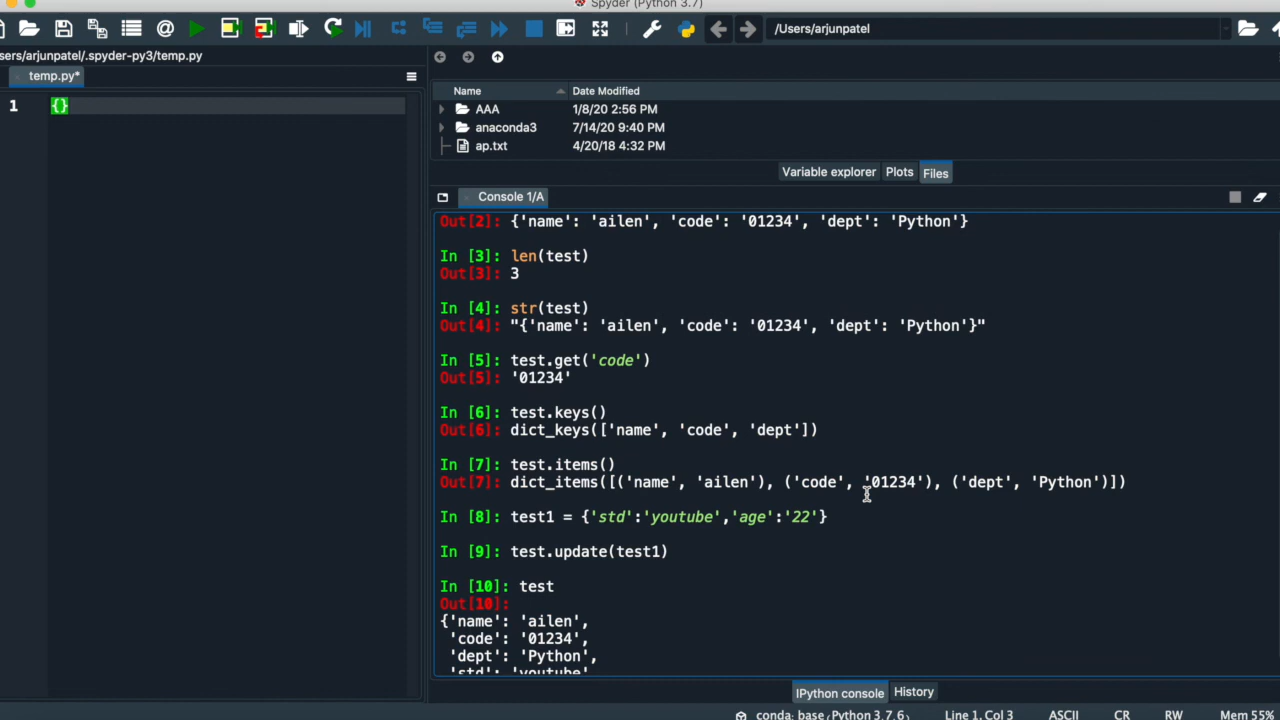 Spyder (Python 3.7)
/Users/arjunpatel
sers/arjunpatel/.spyder-py3/temp.py
temp.py*
1 {}
Name Date Modified
AAA 1/8/20 2:56 PM
anaconda3 7/14/20 9:40 PM
ap.txt 4/20/18 4:32 PM
Variable explorer Plots Files
Console 1/A
Out[2]: {'name': 'ailen', 'code': '01234', 'dept': 'Python'}
In [3]: len(test)
Out[3]: 3
In [4]: str(test)
Out[4]: "{'name': 'ailen', 'code': '01234', 'dept': 'Python'}"
In [5]: test.get('code')
Out[5]: '01234'
In [6]: test.keys()
Out[6]: dict_keys(['name', 'code', 'dept'])
In [7]: test.items()
Out[7]: dict_items([('name', 'ailen'), ('code', '01234'), ('dept', 'Python')])
In [8]: test1 = {'std':'youtube','age':'22'}
In [9]: test.update(test1)
In [10]: test
Out[10]:
{'name': 'ailen',
'code': '01234',
'dept': 'Python',
'std': 'youtube'
IPython console History
conda: base (Python 3.7.6) Line 1, Col 3 ASCII CR RW Mem 55%